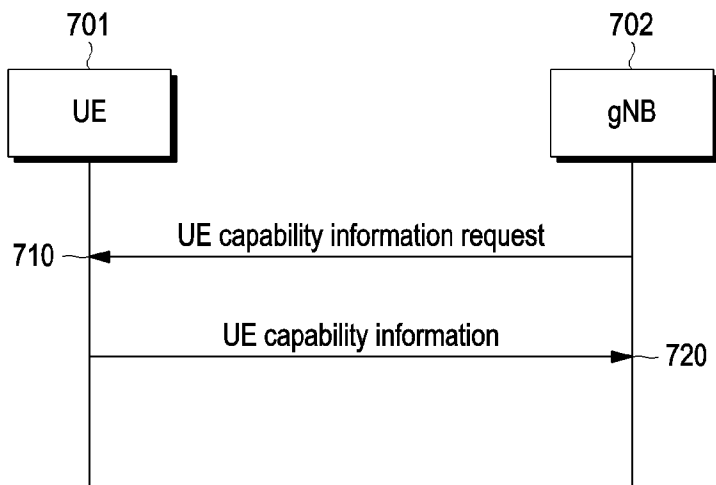 701
702
UE
gNB
UE capability information request
710
UE capability information
720